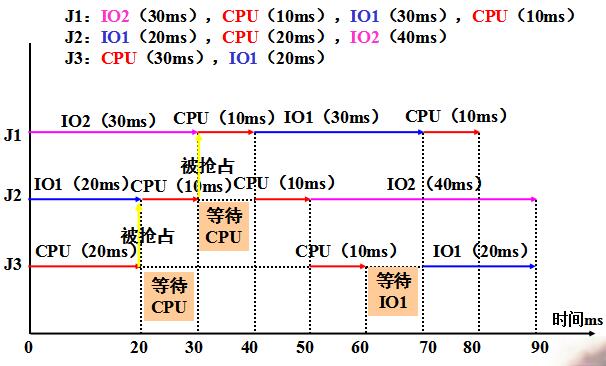 J1：IO2（30ms），CPU（10ms），IO1（30ms），CPU（10ms）
J2：IO1（20ms），CPU（20ms），IO2（40ms）
J3：CPU（30ms），IO1（20ms）
IO2（30ms） CPU（10ms） IO1（30ms） CPU（10ms）
J1
被抢占
IO1（20ms） CPU（10ms） CPU（10ms） IO2（40ms）
J2
等待
CPU
被抢占
CPU（20ms） CPU（10ms） IO1（20ms）
J3
等待
CPU
等待
IO1
时间ms
0 20 30 40 50 60 70 80 90